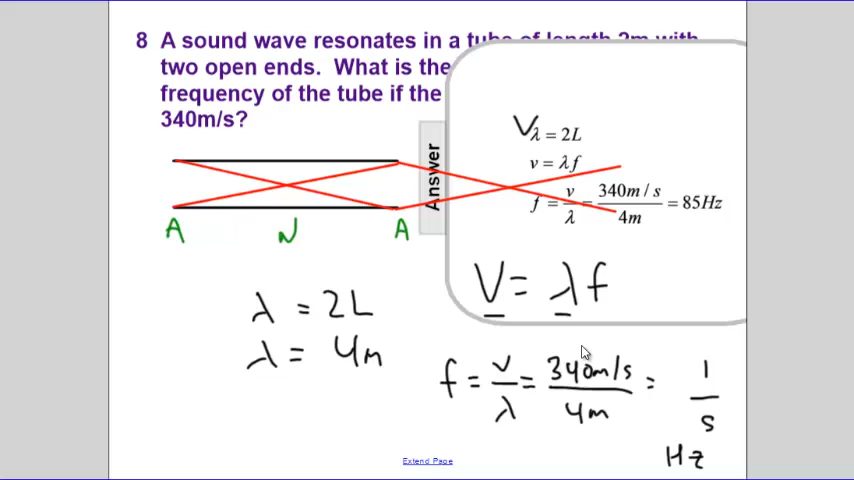 8 A sound wave resonates in a tube of length 2m with
two open ends. What is the
frequency of the tube if the
340m/s?
Answer
V
λ = 2L
v = λf
f = v/λ = 340m / s / 4m = 85Hz
A N A
V = λf
λ = 2L
λ = 4m
f = v/λ = 340m/s / 4m = 1/s
Hz
Extend Page